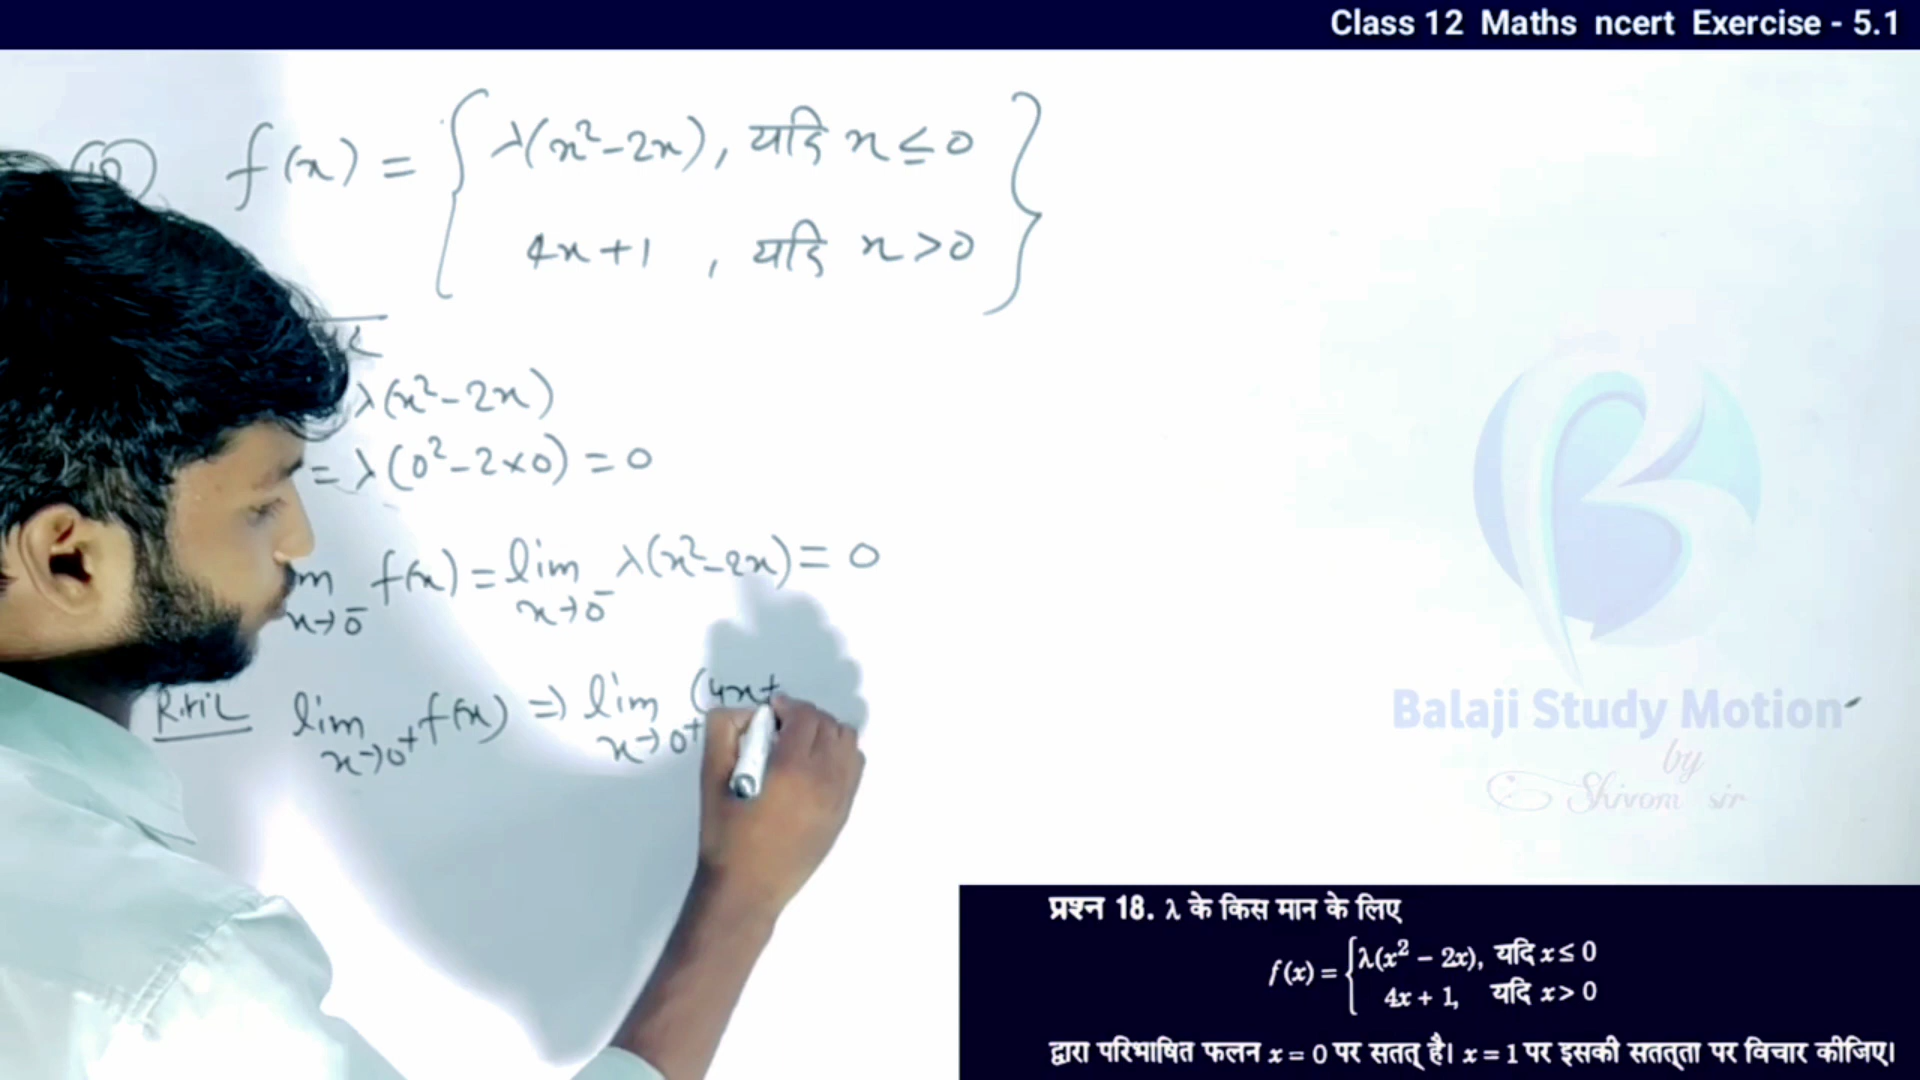 Class 12 Maths ncert Exercise - 5.1
f(x) = { λ(x²-2x), यदि x ≤ 0
4x+1 , यदि x >0 }
λ(x²-2x)
= λ(0²-2×0) = 0
f(x) = lim x→0⁻ λ(x²-2x) = 0
x→0⁻
R.H.L lim x→0⁺ f(x) ⇒ lim x→0⁺ (4x+
Balaji Study Motion
by
Shivam sir
प्रश्न 18. λ के किस मान के लिए
f(x) = { λ(x² – 2x), यदि x ≤ 0
4x + 1, यदि x > 0
द्वारा परिभाषित फलन x = 0 पर सतत् है। x = 1 पर इसकी सततता पर विचार कीजिए।